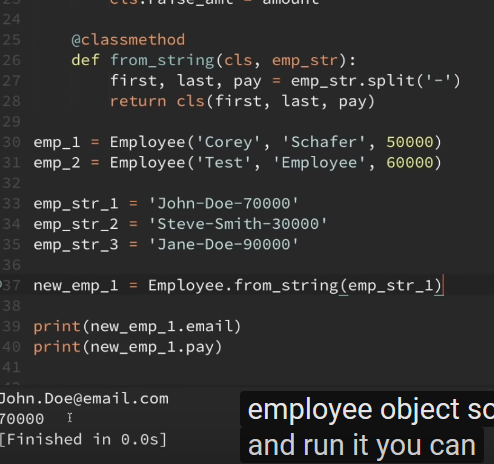 24
25 @classmethod
26 def from_string(cls, emp_str):
27 first, last, pay = emp_str.split('-')
28 return cls(first, last, pay)
29
30 emp_1 = Employee('Corey', 'Schafer', 50000)
31 emp_2 = Employee('Test', 'Employee', 60000)
32
33 emp_str_1 = 'John-Doe-70000'
34 emp_str_2 = 'Steve-Smith-30000'
35 emp_str_3 = 'Jane-Doe-90000'
36
37 new_emp_1 = Employee.from_string(emp_str_1)
38
39 print(new_emp_1.email)
40 print(new_emp_1.pay)
41
John.Doe@email.com
70000
[Finished in 0.0s]
employee object so
and run it you can